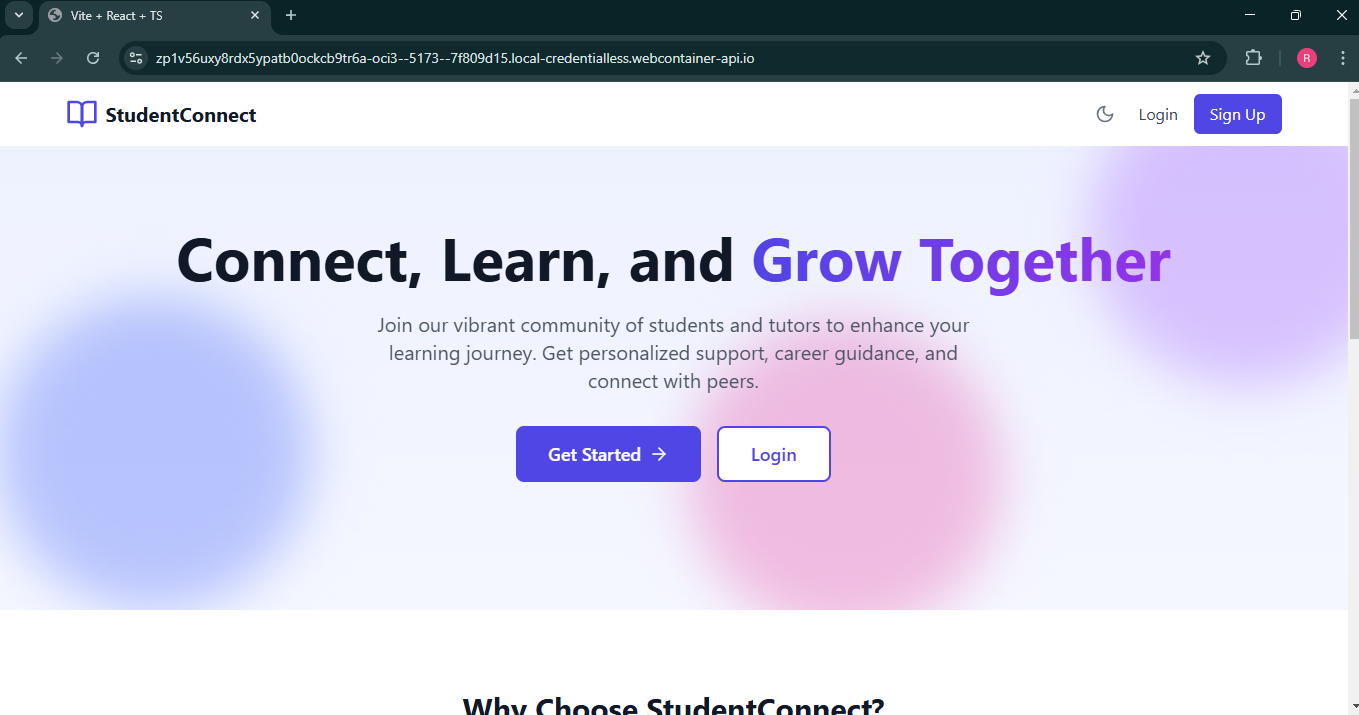 Vite + React + TS
zp1v56uxy8rdx5ypatb0ockcb9tr6a-oci3--5173--7f809d15.local-credentialless.webcontainer-api.io
R
StudentConnect
Login
Sign Up
Connect, Learn, and Grow Together
Join our vibrant community of students and tutors to enhance your
learning journey. Get personalized support, career guidance, and
connect with peers.
Get Started
Login
Why Choose StudentConnect?